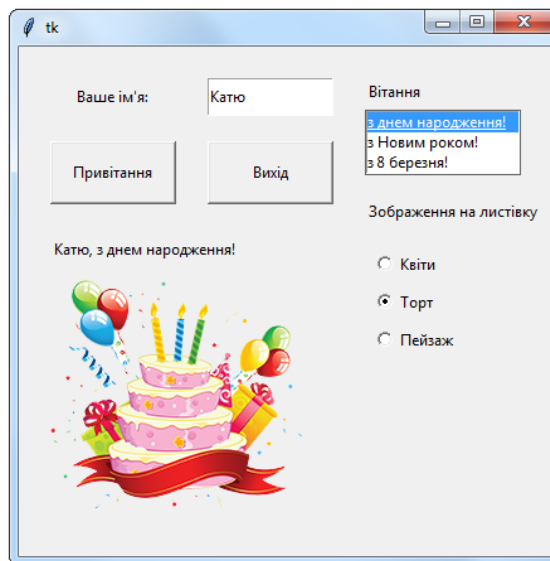 tk
Ваше ім'я:
Катю
Привітання
Вихід
Вітання
з днем народження!
з Новим роком!
з 8 березня!
Зображення на листівку
Квіти
Торт
Пейзаж
Катю, з днем народження!